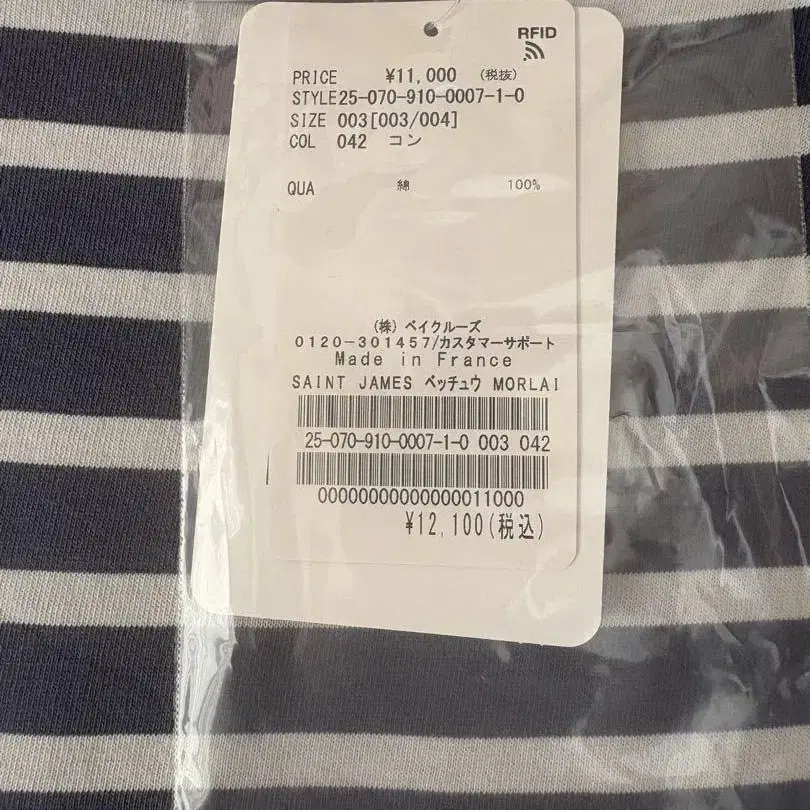 RFID
PRICE ¥11,000 (税抜)
STYLE25-070-910-0007-1-0
SIZE 003[003/004]
COL 042 コン
QUA 綿 100%
(株) ベイクルーズ
0120-301457/カスタマーサポート
Made in France
SAINT JAMES ベッチュウ MORLAI
25-070-910-0007-1-0 003 042
00000000000000011000
¥12,100(税込)